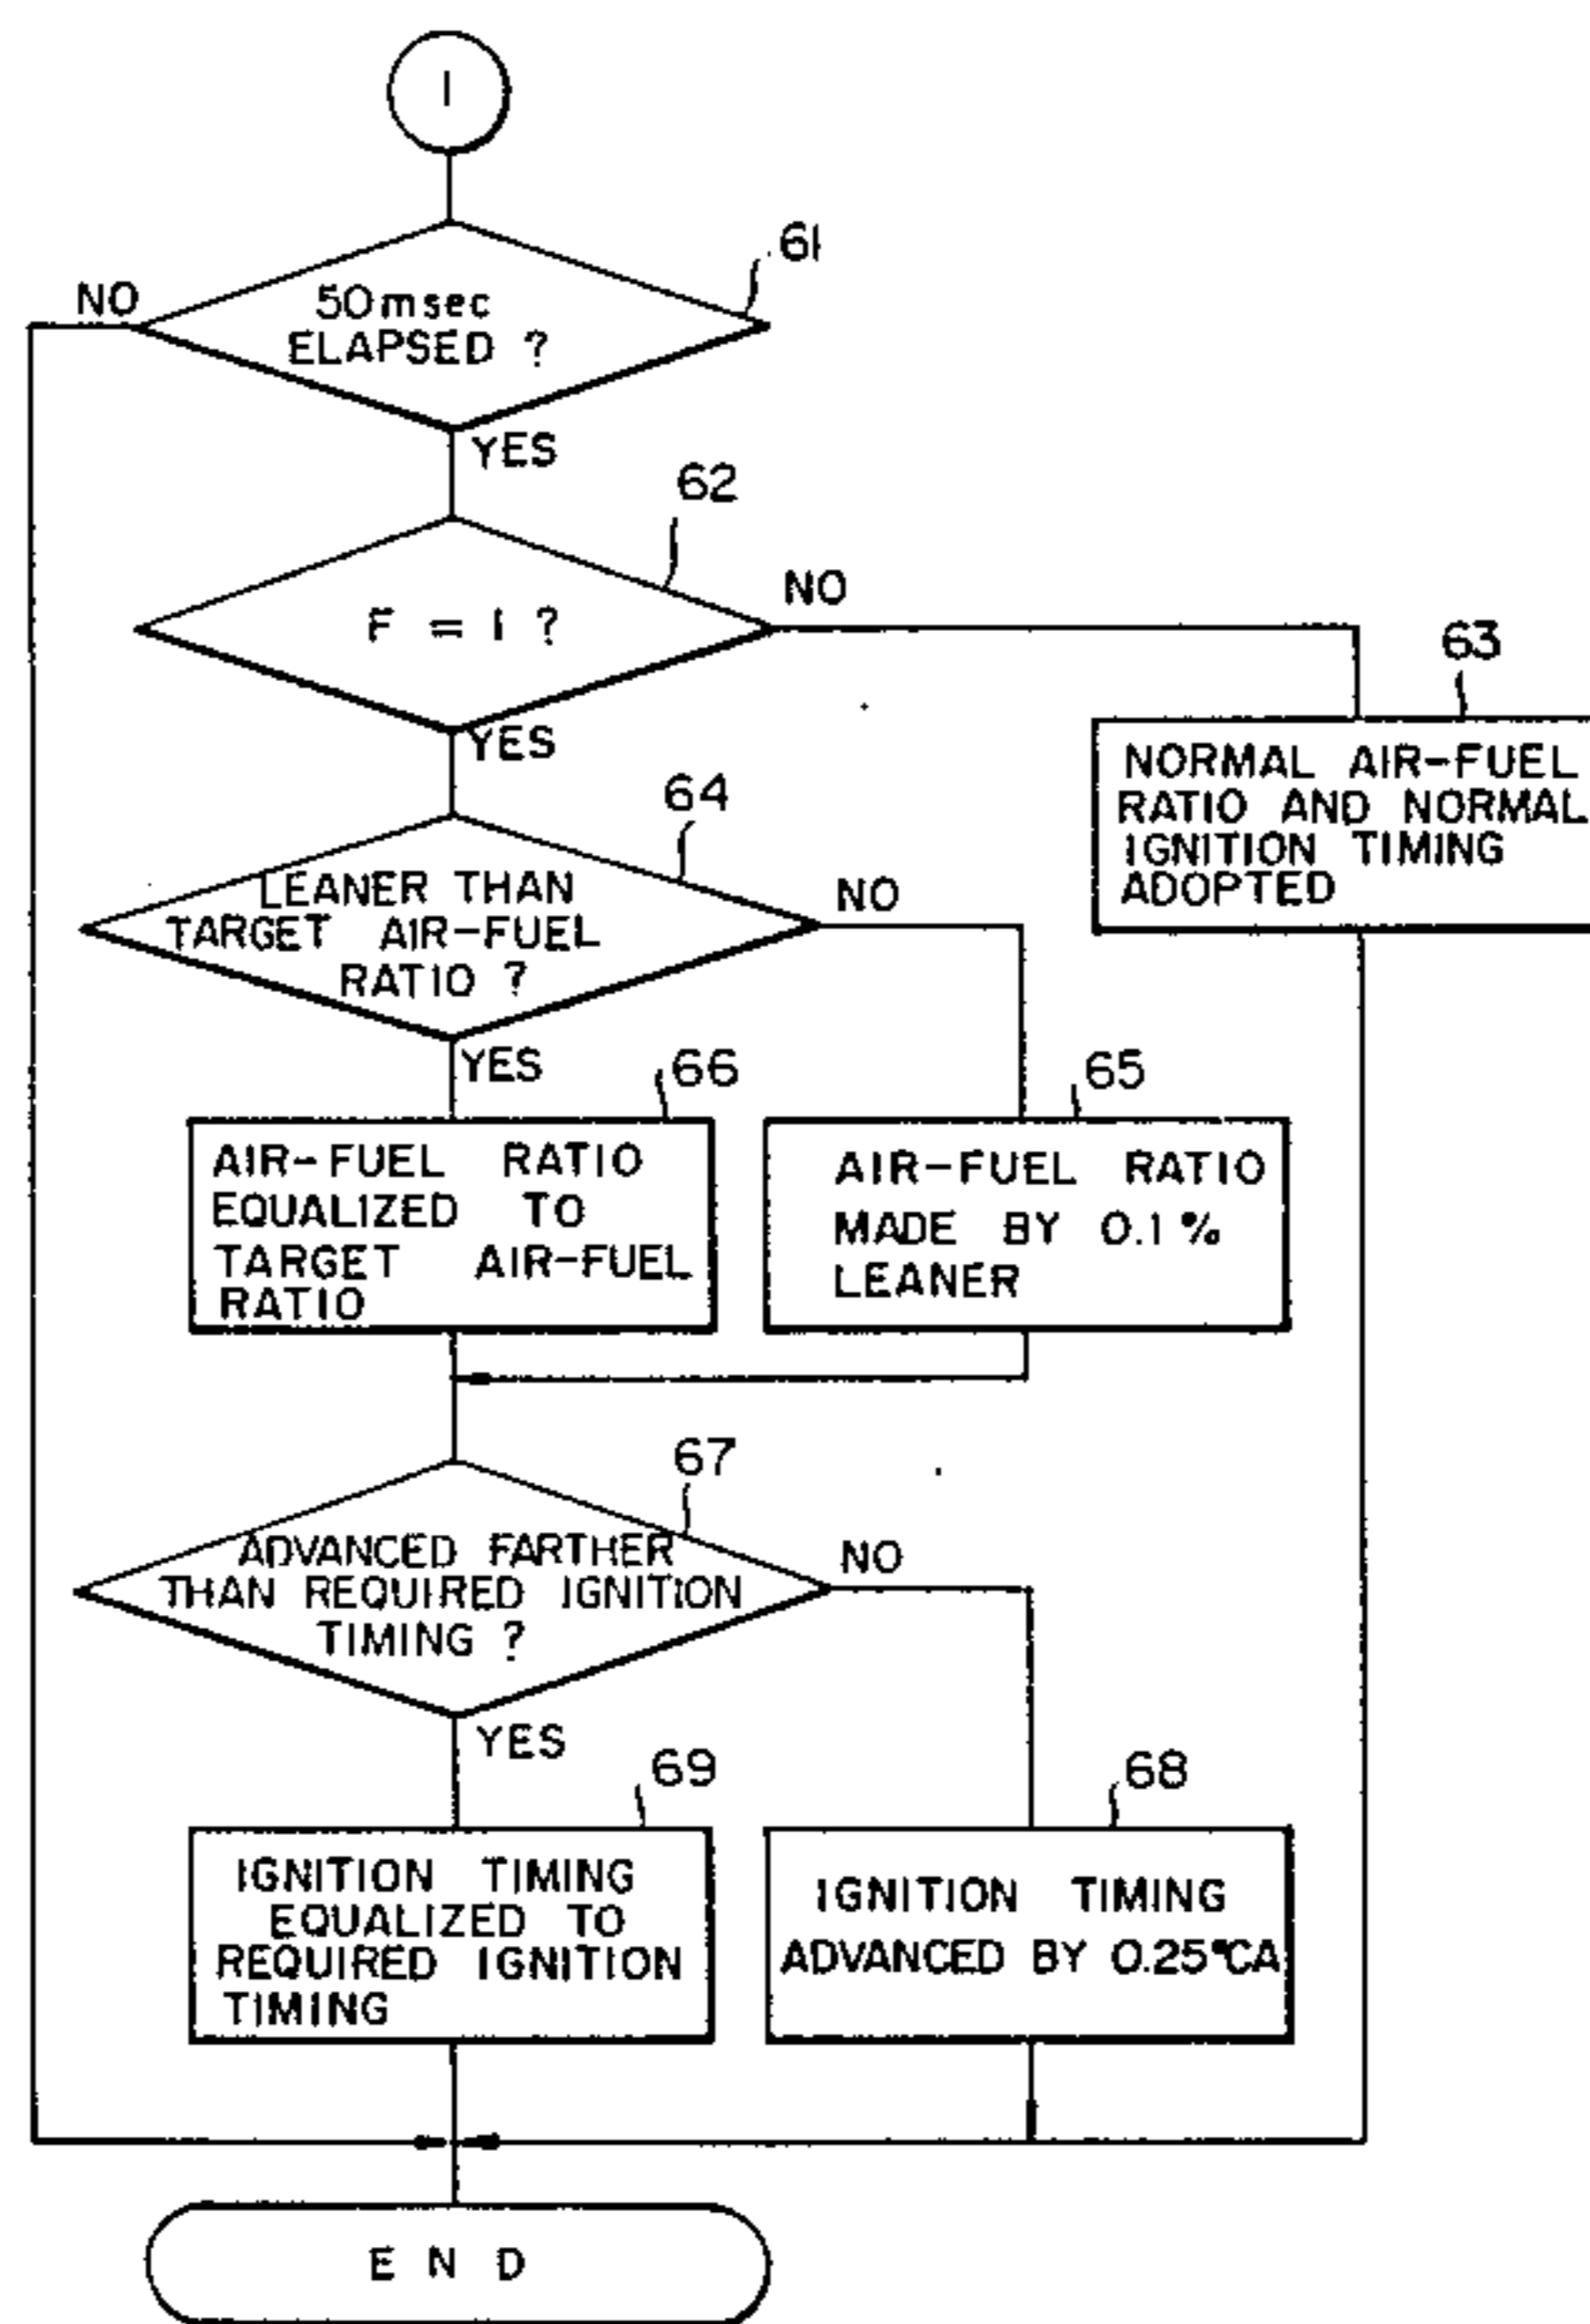 1
61
NO
50msec
ELAPSED ?
YES
62
NO
F = 1 ?
63
YES
NORMAL AIR-FUEL
RATIO AND NORMAL
IGNITION TIMING
ADOPTED
64
NO
LEANER THAN
TARGET AIR-FUEL
RATIO ?
YES
66
65
AIR-FUEL RATIO
EQUALIZED TO
TARGET AIR-FUEL
RATIO
AIR-FUEL RATIO
MADE BY 0.1%
LEANER
67
NO
ADVANCED FARTHER
THAN REQUIRED IGNITION
TIMING ?
YES
69
68
IGNITION TIMING
EQUALIZED TO
REQUIRED IGNITION
TIMING
IGNITION TIMING
ADVANCED BY 0.25°CA
END